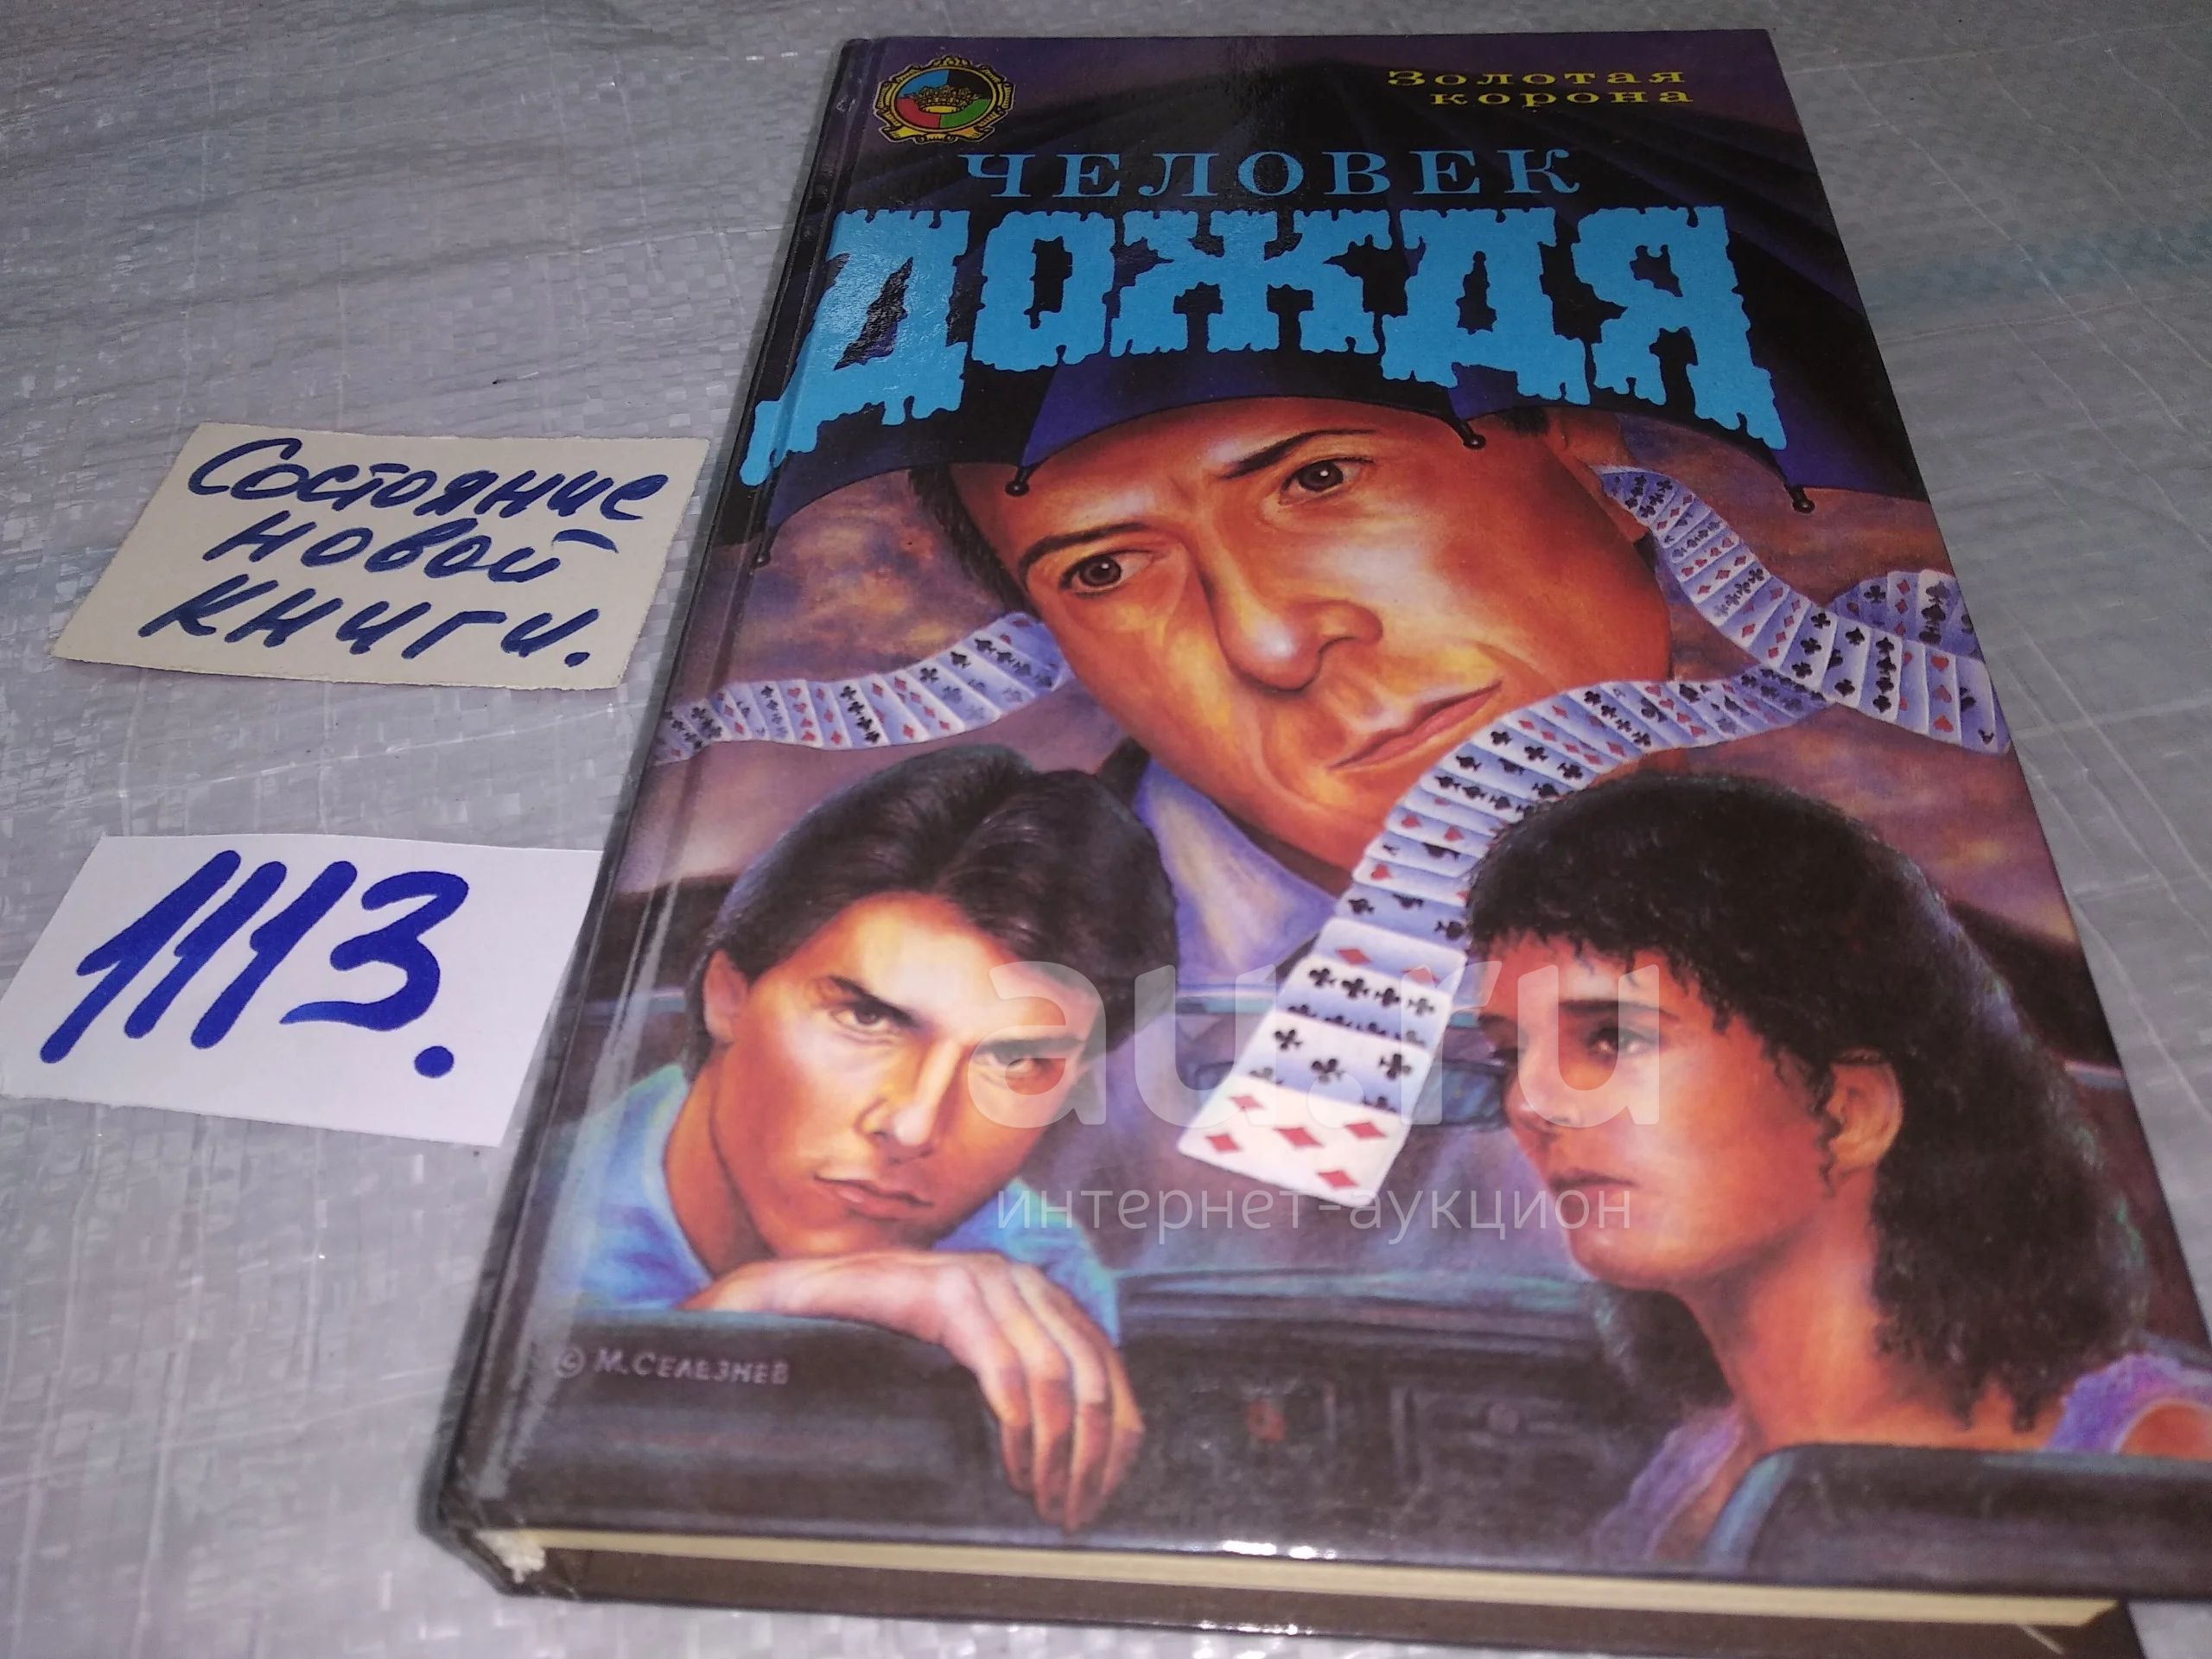 Золотая
корона
ЧЕЛОВЕК
ДОЖДЯ
Состояние
новой
книги.
1113.
au.ru
интернет-аукцион
© М. СЕЛЕЗНЕВ